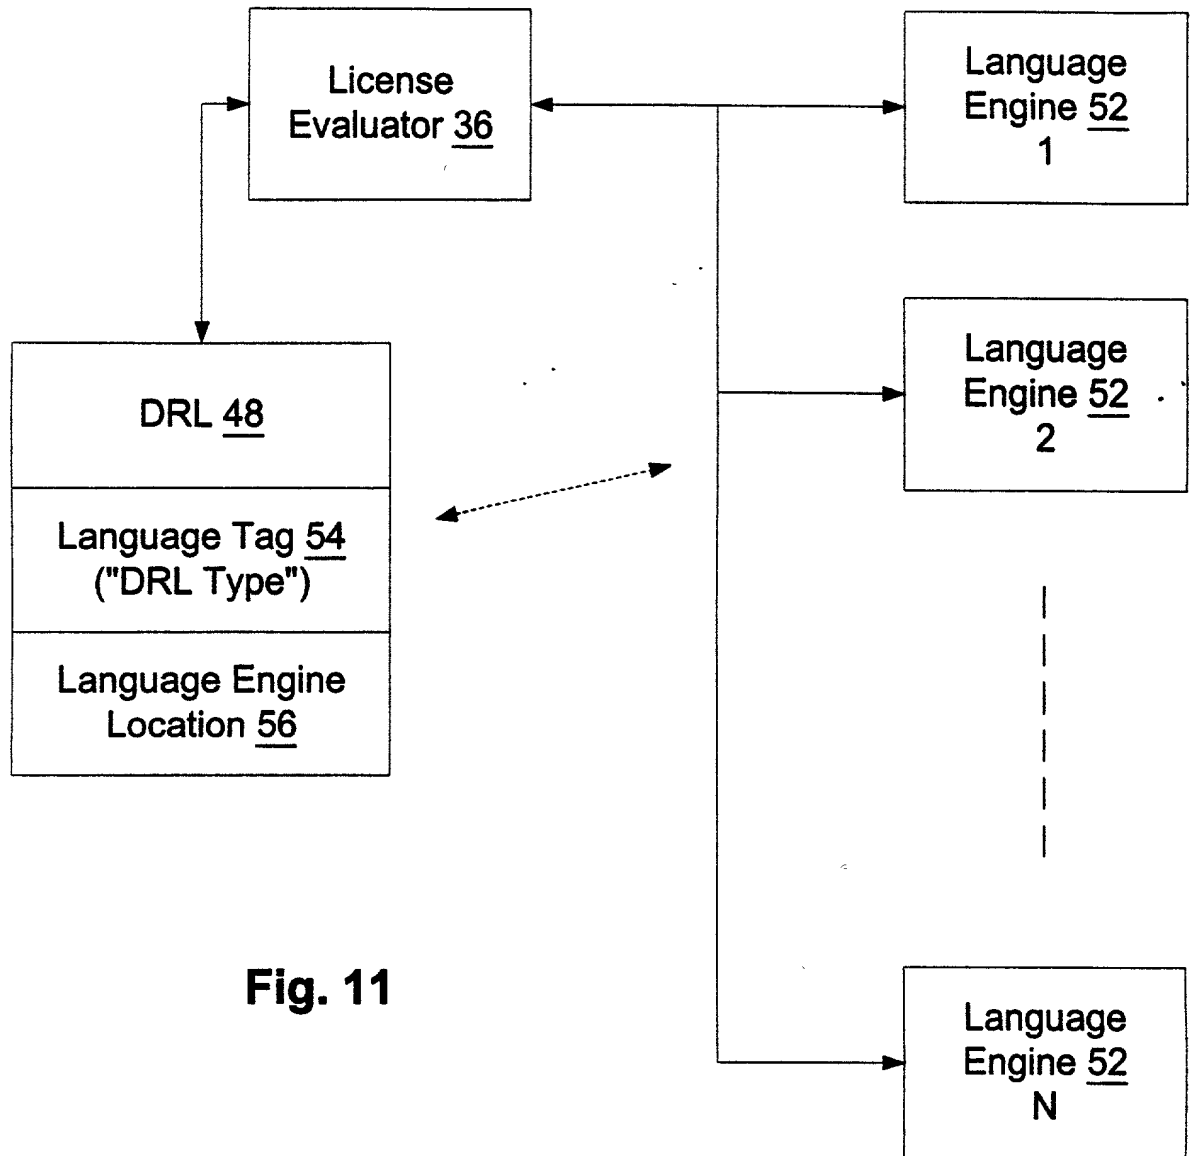 License
Evaluator 36
Language
Engine 52
1
Language
Engine 52
2
DRL 48
Language Tag 54
("DRL Type")
Language Engine
Location 56
Fig. 11
Language
Engine 52
N